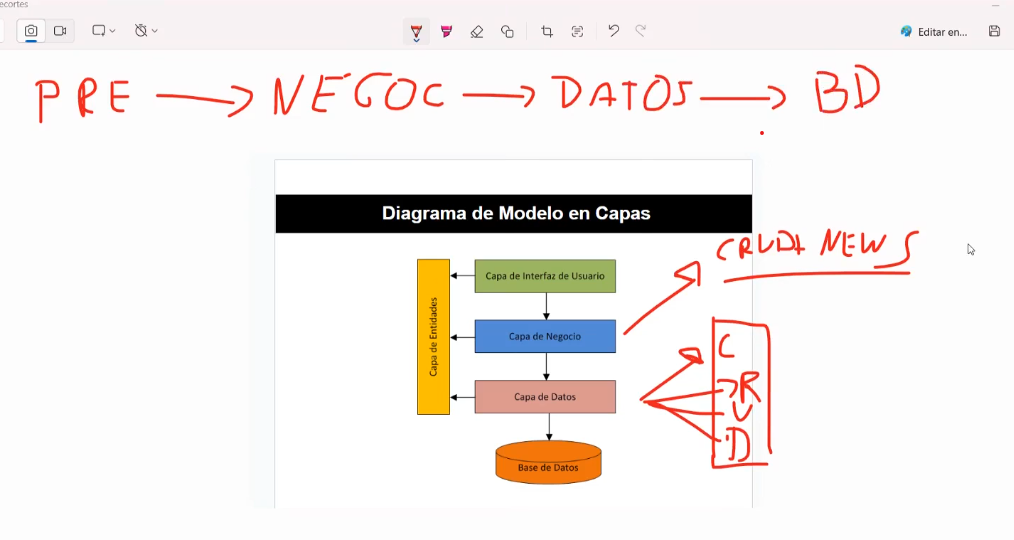 ecortes
Editar en...
PRE → NEGOC → DATOS → BD
Diagrama de Modelo en Capas
CRUD+ NEWS
Capa de Entidades
Capa de Interfaz de Usuario
Capa de Negocio
Capa de Datos
Base de Datos
C
R
U
D